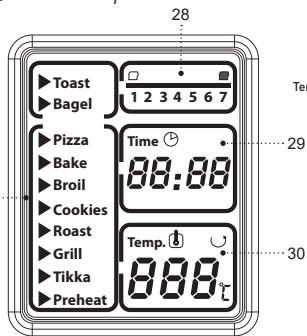 28
Ter
▶Toast
▶Bagel
1 2 3 4 5 6 7
▶Pizza
▶Bake
▶Broil
▶Cookies
▶Roast
▶Grill
▶Tikka
▶Preheat
Time
88:88
29
Temp.
888℃
30